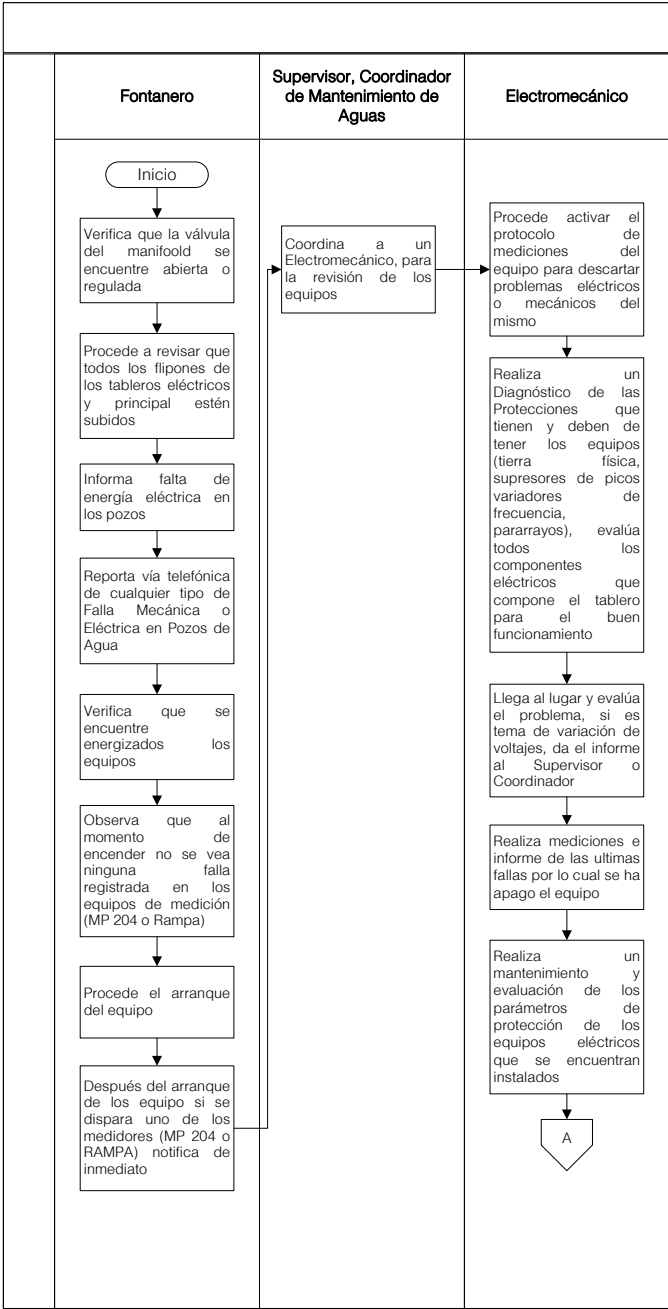 Fontanero
Supervisor, Coordinador
de Mantenimiento de
Aguas
Electromecánico
Inicio
Verifica que la válvula
del manifoold se
encuentre abierta o
regulada
Procede a revisar que
todos los flipones de
los tableros eléctricos
y principal estén
subidos
Informa falta de
energía eléctrica en
los pozos
Reporta vía telefónica
de cualquier tipo de
Falla Mecánica o
Eléctrica en Pozos de
Agua
Verifica que se
encuentre
energizados los
equipos
Observa que al
momento de
encender no se vea
ninguna falla
registrada en los
equipos de medición
(MP 204 o Rampa)
Procede el arranque
del equipo
Después del arranque
de los equipo si se
dispara uno de los
medidores (MP 204 o
RAMPA) notifica de
inmediato
Coordina a un
Electromecánico, para
la revisión de los
equipos
Procede activar el
protocolo de
mediciones del
equipo para descartar
problemas eléctricos
o mecánicos del
mismo
Realiza un
Diagnóstico de las
Protecciones que
tienen y deben de
tener los equipos
(tierra física,
supresores de picos
variadores de
frecuencia,
pararrayos), evalúa
todos los
componentes
eléctricos que
compone el tablero
para el buen
funcionamiento
Llega al lugar y evalúa
el problema, si es
tema de variación de
voltajes, da el informe
al Supervisor o
Coordinador
Realiza mediciones e
informe de las ultimas
fallas por lo cual se ha
apago el equipo
Realiza un
mantenimiento y
evaluación de los
parámetros de
protección de los
equipos eléctricos
que se encuentran
instalados
A